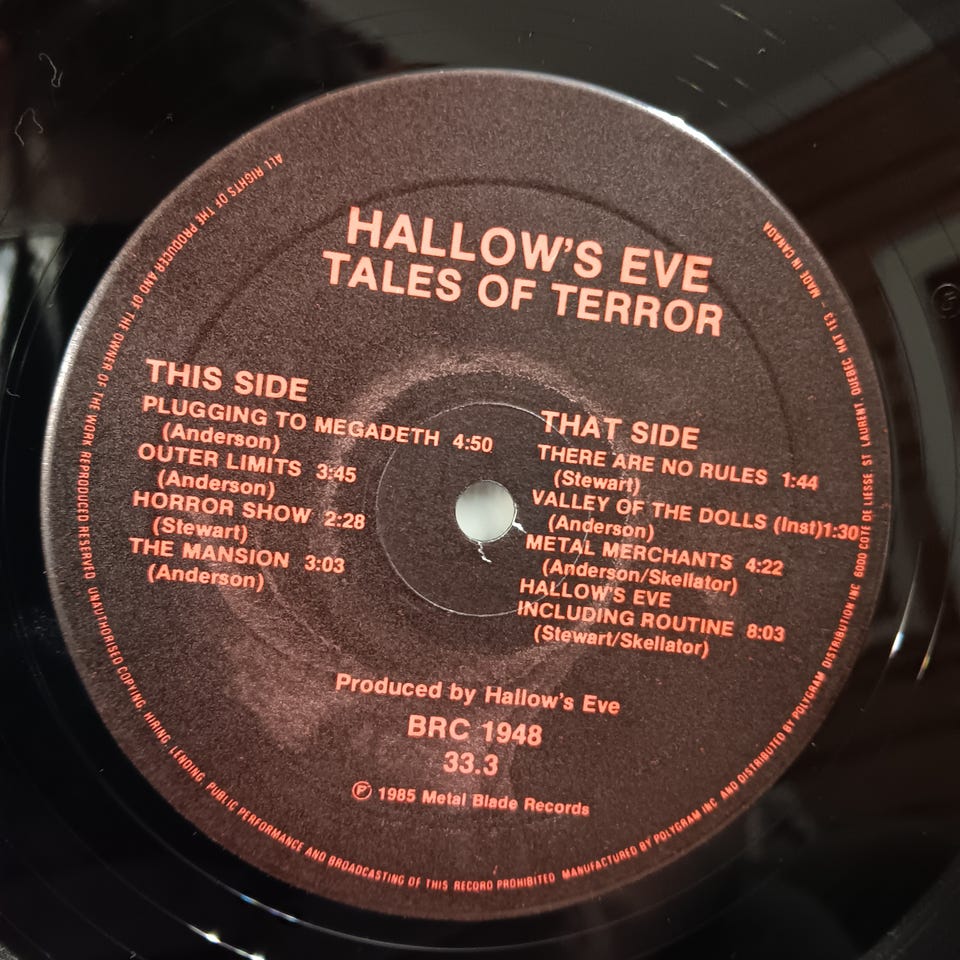 HALLOW'S EVE
TALES OF TERROR
THIS SIDE
PLUGGING TO MEGADETH 4:50
(Anderson)
OUTER LIMITS 3:45
(Anderson)
HORROR SHOW 2:28
(Stewart)
THE MANSION 3:03
(Anderson)
THAT SIDE
THERE ARE NO RULES 1:44
(Stewart)
VALLEY OF THE DOLLS (Inst)1:30
(Anderson)
METAL MERCHANTS 4:22
(Anderson/Skellator)
HALLOW'S EVE
INCLUDING ROUTINE 8:03
(Stewart/Skellator)
Produced by Hallow's Eve
BRC 1948
33.3
℗ 1985 Metal Blade Records
ALL RIGHTS OF THE PRODUCER AND OF THE OWNER OF THE WORK REPRODUCED RESERVED. UNAUTHORISED COPYING, HIRING, LENDING, PUBLIC PERFORMANCE AND BROADCASTING OF THIS RECORD PROHIBITED. MANUFACTURED BY POLYGRAM INC AND DISTRIBUTED BY POLYGRAM DISTRIBUTION INC 6000 COTE DE LIESSE ST LAURENT, QUEBEC H4T 1E3 - MADE IN CANADA